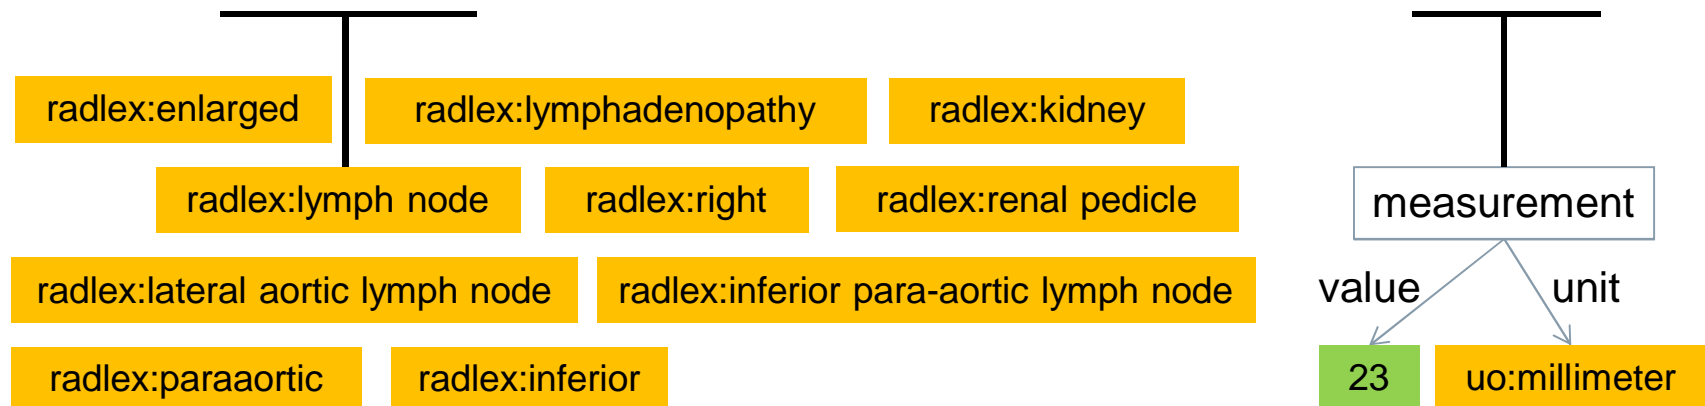 radlex:enlarged
radlex:lymphadenopathy
radlex:kidney
radlex:lymph node
radlex:right
radlex:renal pedicle
measurement
radlex:lateral aortic lymph node
radlex:inferior para-aortic lymph node
value
unit
radlex:paraaortic
radlex:inferior
23
uo:millimeter